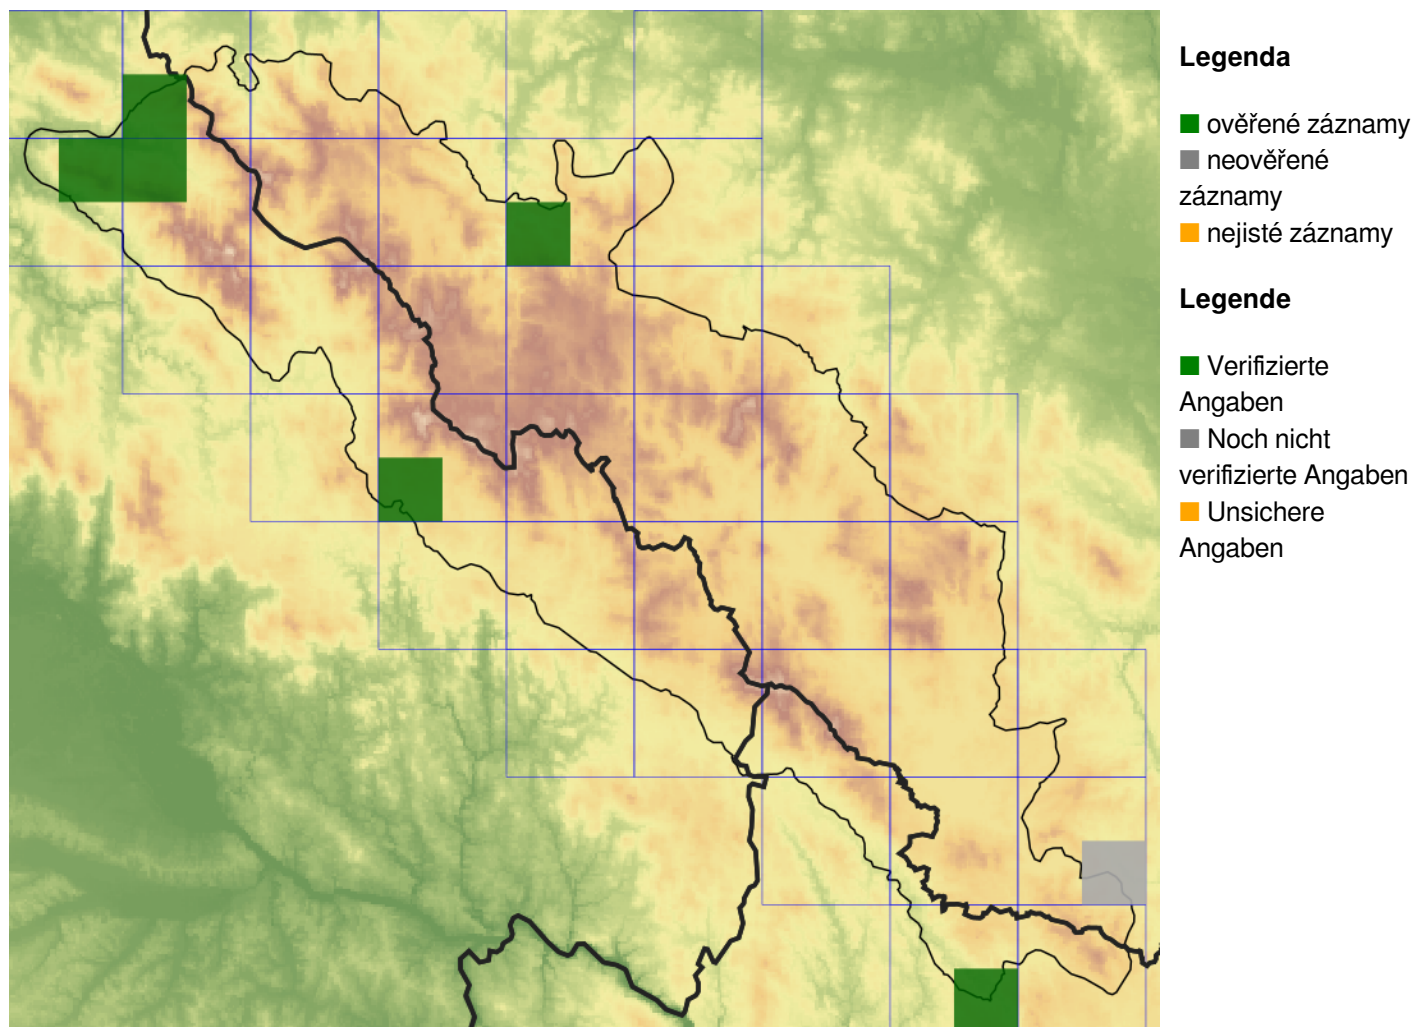 Legenda
ověřené záznamy
neověřené
záznamy
nejisté záznamy
Legende
Verifizierte
Angaben
Noch nicht
verifizierte Angaben
Unsichere
Angaben